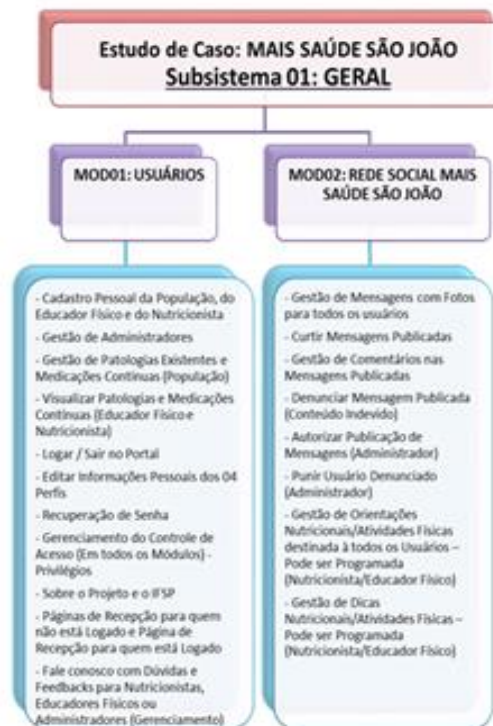 Estudo de Caso: MAIS SAÚDE SÃO JOÃO
Subsistema 01: GERAL
MOD01: USUÁRIOS
- Cadastro Pessoal da População, do
Educador Físico e do Nutricionista
- Gestão de Administradores
- Gestão de Patologias Existentes e
Medicações Continuas (População)
- Visualizar Patologias e Medicações
Contínuas (Educador Físico e
Nutricionista)
- Logar / Sair no Portal
- Editar Informações Pessoais dos 04
Perfis
- Recuperação de Senha
- Gerenciamento do Controle de
Acesso (Em todos os Módulos) -
Privilégios
- Sobre o Projeto e o IFSP
- Páginas de Recepção para quem
não está Logado e Página de
Recepção para quem está Logado
- Fale conosco com Dúvidas e
Feedbacks para Nutricionistas,
Educadores Físicos ou
Administradores (Gerenciamento)
MOD02: REDE SOCIAL MAIS
SAÚDE SÃO JOÃO
- Gestão de Mensagens com Fotos
para todos os usuários
- Curtir Mensagens Publicadas
- Gestão de Comentários nas
Mensagens Publicadas
- Denunciar Mensagem Publicada
(Conteúdo Indevido)
- Autorizar Publicação de
Mensagens (Administrador)
- Punir Usuário Denunciado
(Administrador)
- Gestão de Orientações
Nutricionais/Atividades Físicas
destinada à todos os Usuários –
Pode ser Programada
(Nutricionista/Educador Físico)
- Gestão de Dicas
Nutricionais/Atividades Físicas –
Pode ser Programada
(Nutricionista/Educador Físico)